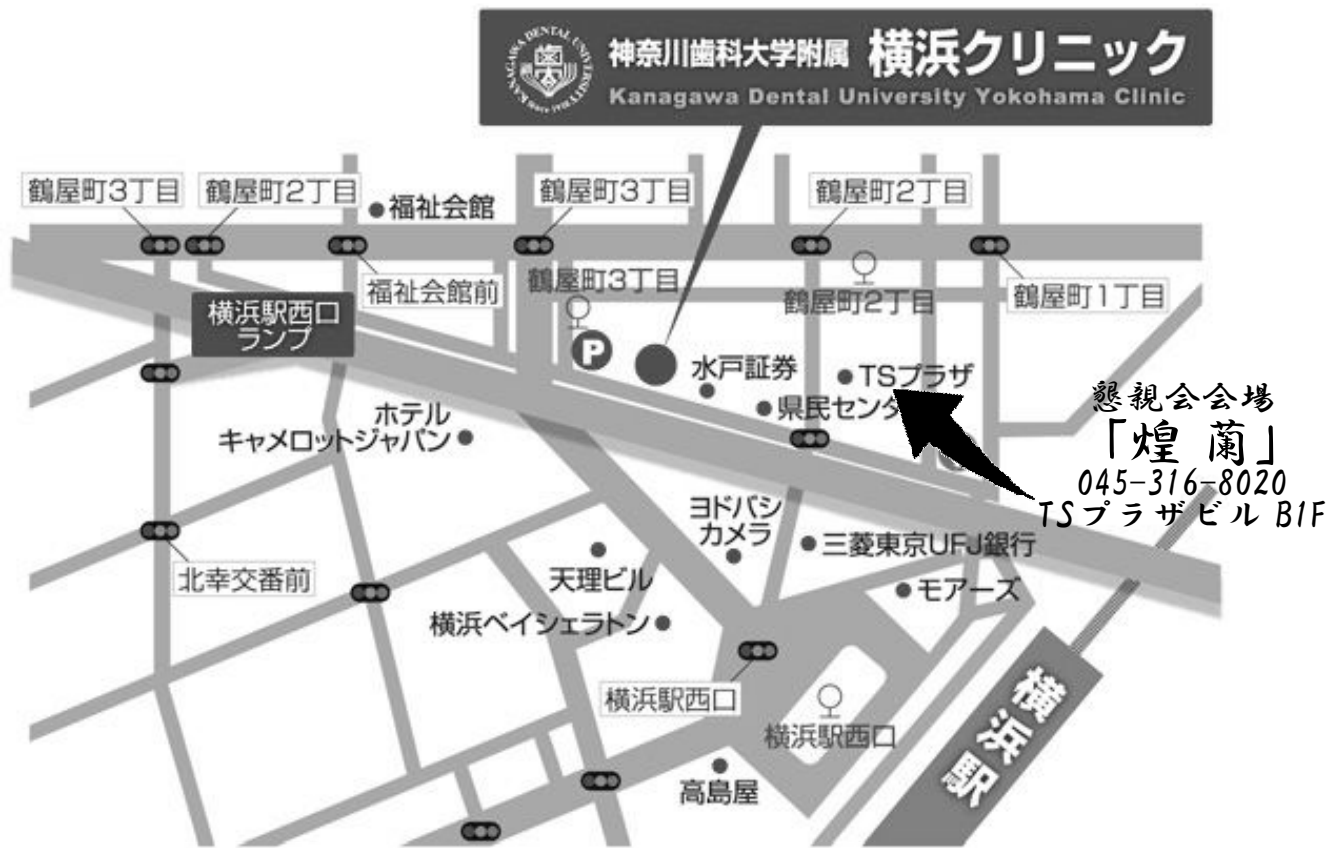 神奈川歯科大学附属 横浜クリニック
Kanagawa Dental University Yokohama Clinic
鶴屋町3丁目
鶴屋町2丁目
福祉会館
鶴屋町3丁目
鶴屋町2丁目
福祉会館前
鶴屋町3丁目
鶴屋町2丁目
鶴屋町1丁目
横浜駅西口
ランプ
P
水戸証券
TSプラザ
県民センタ
懇親会会場
「煌蘭」
045-316-8020
TSプラザビル B1F
ホテル
キャメロットジャパン
ヨドバシ
カメラ
三菱東京UFJ銀行
北幸交番前
天理ビル
モアーズ
横浜ベイシェラトン
横浜駅西口
横浜駅西口
横浜駅
高島屋